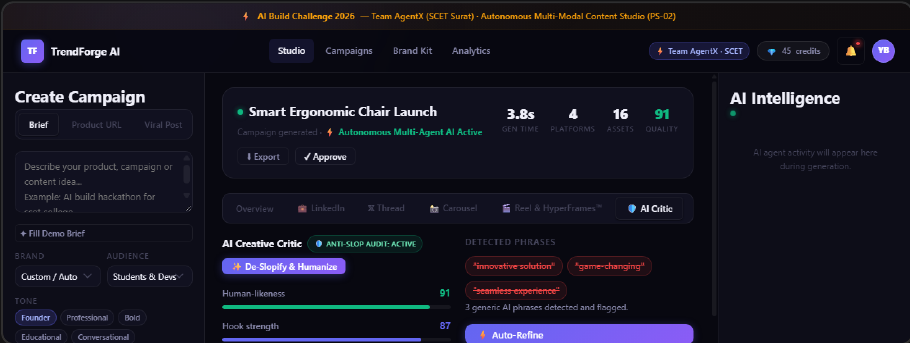 ⚡ AI Build Challenge 2026 — Team AgentX (SCET Surat) · Autonomous Multi-Modal Content Studio (PS-02)
TF TrendForge AI
Studio Campaigns Brand Kit Analytics
⚡ Team AgentX · SCET
💎 45 credits
YB
Create Campaign
Brief Product URL Viral Post
Describe your product, campaign or
content idea...
Example: AI build hackathon for
scet college
+ Fill Demo Brief
BRAND AUDIENCE
Custom / Auto Students & Devs
TONE
Founder Professional Bold
Educational Conversational
Smart Ergonomic Chair Launch
Campaign generated · ⚡ Autonomous Multi-Agent AI Active
3.8s 4 16 91
GEN TIME PLATFORMS ASSETS QUALITY
⬇ Export ✓ Approve
Overview 💼 LinkedIn 𝕏 Thread 📸 Carousel 🎬 Reel & HyperFrames™ 🛡 AI Critic
AI Creative Critic 🛡 ANTI-SLOP AUDIT: ACTIVE
✨ De-Slopify & Humanize
Human-likeness 91
Hook strength 87
DETECTED PHRASES
"innovative solution" "game-changing"
"seamless experience"
3 generic AI phrases detected and flagged.
⚡ Auto-Refine
AI Intelligence
AI agent activity will appear here
during generation.